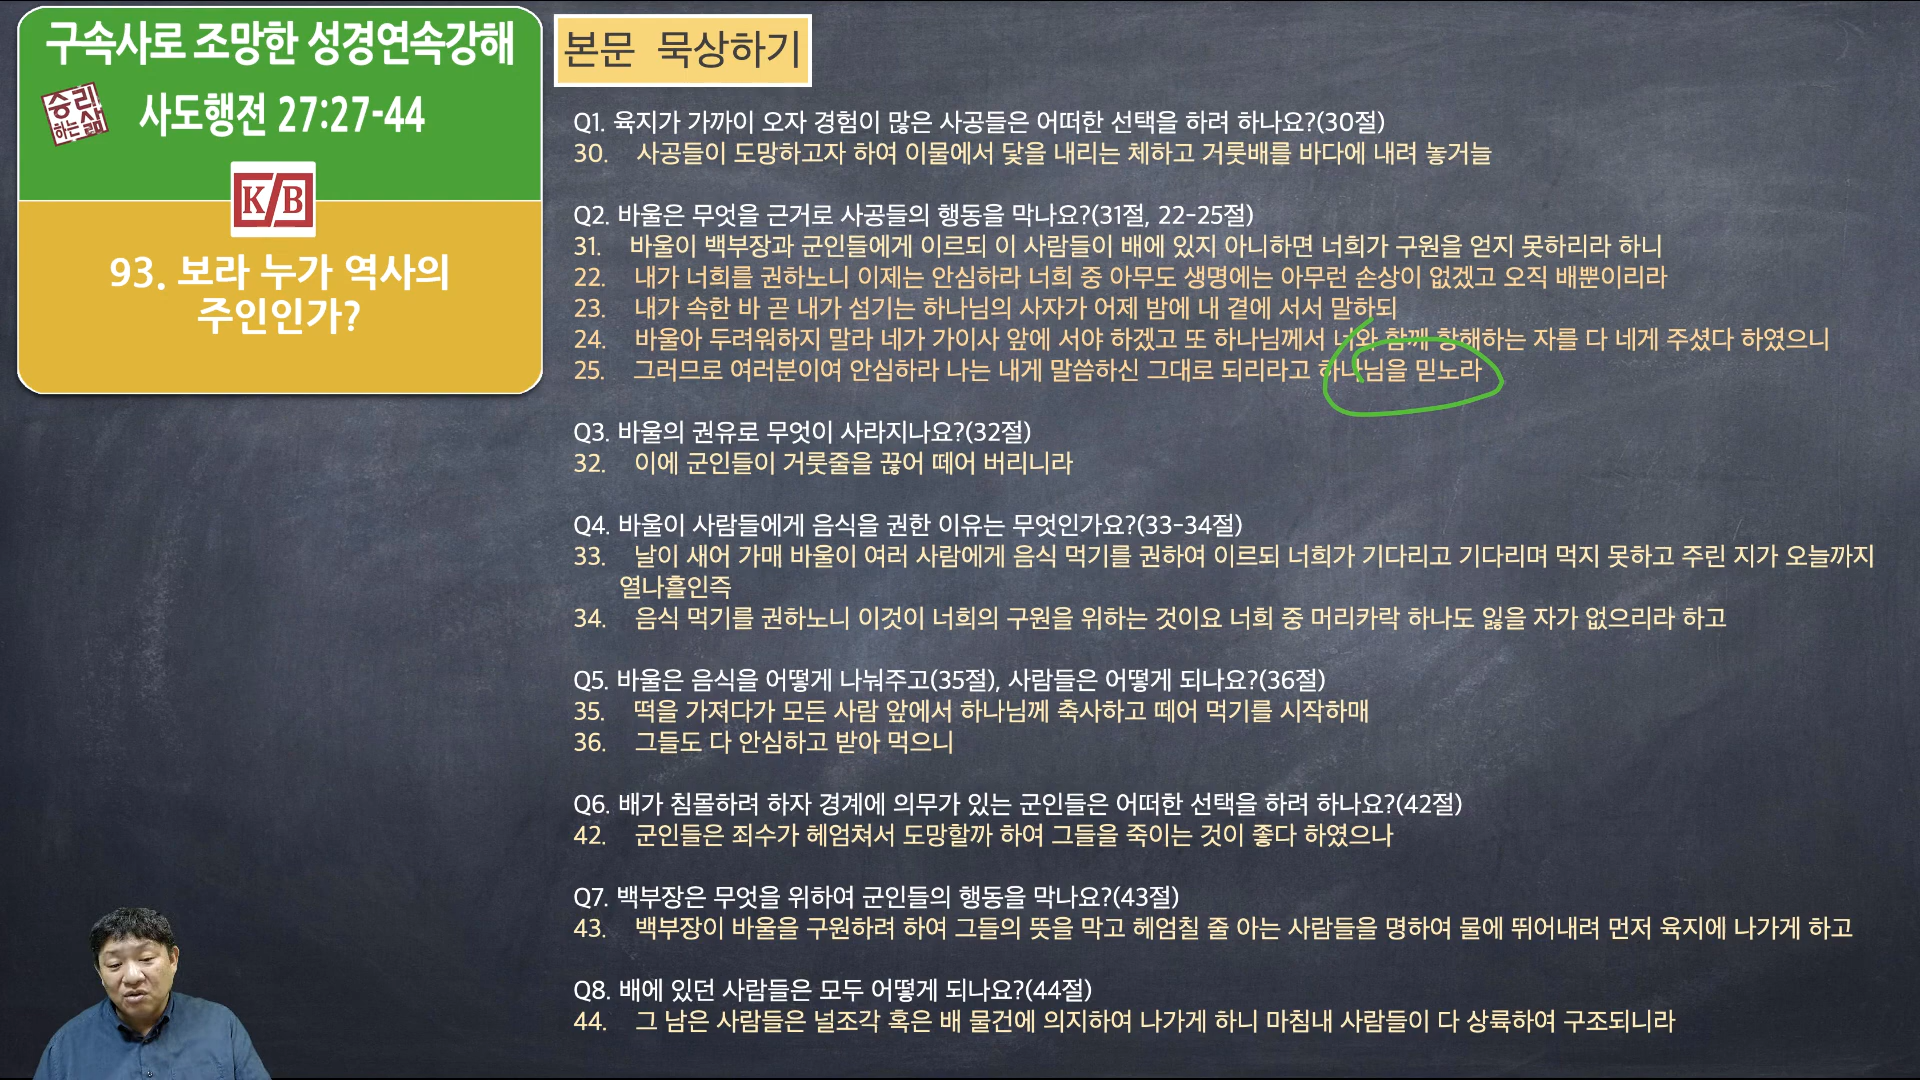 구속사로 조망한 성경연속강해
승리
하는 삶
사도행전 27:27-44
K/B
93. 보라 누가 역사의
주인인가?
본문 묵상하기
Q1. 육지가 가까이 오자 경험이 많은 사공들은 어떠한 선택을 하려 하나요?(30절)
30. 사공들이 도망하고자 하여 이물에서 닻을 내리는 체하고 거룻배를 바다에 내려 놓거늘
Q2. 바울은 무엇을 근거로 사공들의 행동을 막나요?(31절, 22-25절)
31. 바울이 백부장과 군인들에게 이르되 이 사람들이 배에 있지 아니하면 너희가 구원을 얻지 못하리라 하니
22. 내가 너희를 권하노니 이제는 안심하라 너희 중 아무도 생명에는 아무런 손상이 없겠고 오직 배뿐이리라
23. 내가 속한 바 곧 내가 섬기는 하나님의 사자가 어제 밤에 내 곁에 서서 말하되
24. 바울아 두려워하지 말라 네가 가이사 앞에 서야 하겠고 또 하나님께서 너와 함께 항해하는 자를 다 네게 주셨다 하였으니
25. 그러므로 여러분이여 안심하라 나는 내게 말씀하신 그대로 되리라고 하나님을 믿노라
Q3. 바울의 권유로 무엇이 사라지나요?(32절)
32. 이에 군인들이 거룻줄을 끊어 떼어 버리니라
Q4. 바울이 사람들에게 음식을 권한 이유는 무엇인가요?(33-34절)
33. 날이 새어 가매 바울이 여러 사람에게 음식 먹기를 권하여 이르되 너희가 기다리고 기다리며 먹지 못하고 주린 지가 오늘까지
열나흘인즉
34. 음식 먹기를 권하노니 이것이 너희의 구원을 위하는 것이요 너희 중 머리카락 하나도 잃을 자가 없으리라 하고
Q5. 바울은 음식을 어떻게 나눠주고(35절), 사람들은 어떻게 되나요?(36절)
35. 떡을 가져다가 모든 사람 앞에서 하나님께 축사하고 떼어 먹기를 시작하매
36. 그들도 다 안심하고 받아 먹으니
Q6. 배가 침몰하려 하자 경계에 의무가 있는 군인들은 어떠한 선택을 하려 하나요?(42절)
42. 군인들은 죄수가 헤엄쳐서 도망할까 하여 그들을 죽이는 것이 좋다 하였으나
Q7. 백부장은 무엇을 위하여 군인들의 행동을 막나요?(43절)
43. 백부장이 바울을 구원하려 하여 그들의 뜻을 막고 헤엄칠 줄 아는 사람들을 명하여 물에 뛰어내려 먼저 육지에 나가게 하고
Q8. 배에 있던 사람들은 모두 어떻게 되나요?(44절)
44. 그 남은 사람들은 널조각 혹은 배 물건에 의지하여 나가게 하니 마침내 사람들이 다 상륙하여 구조되니라